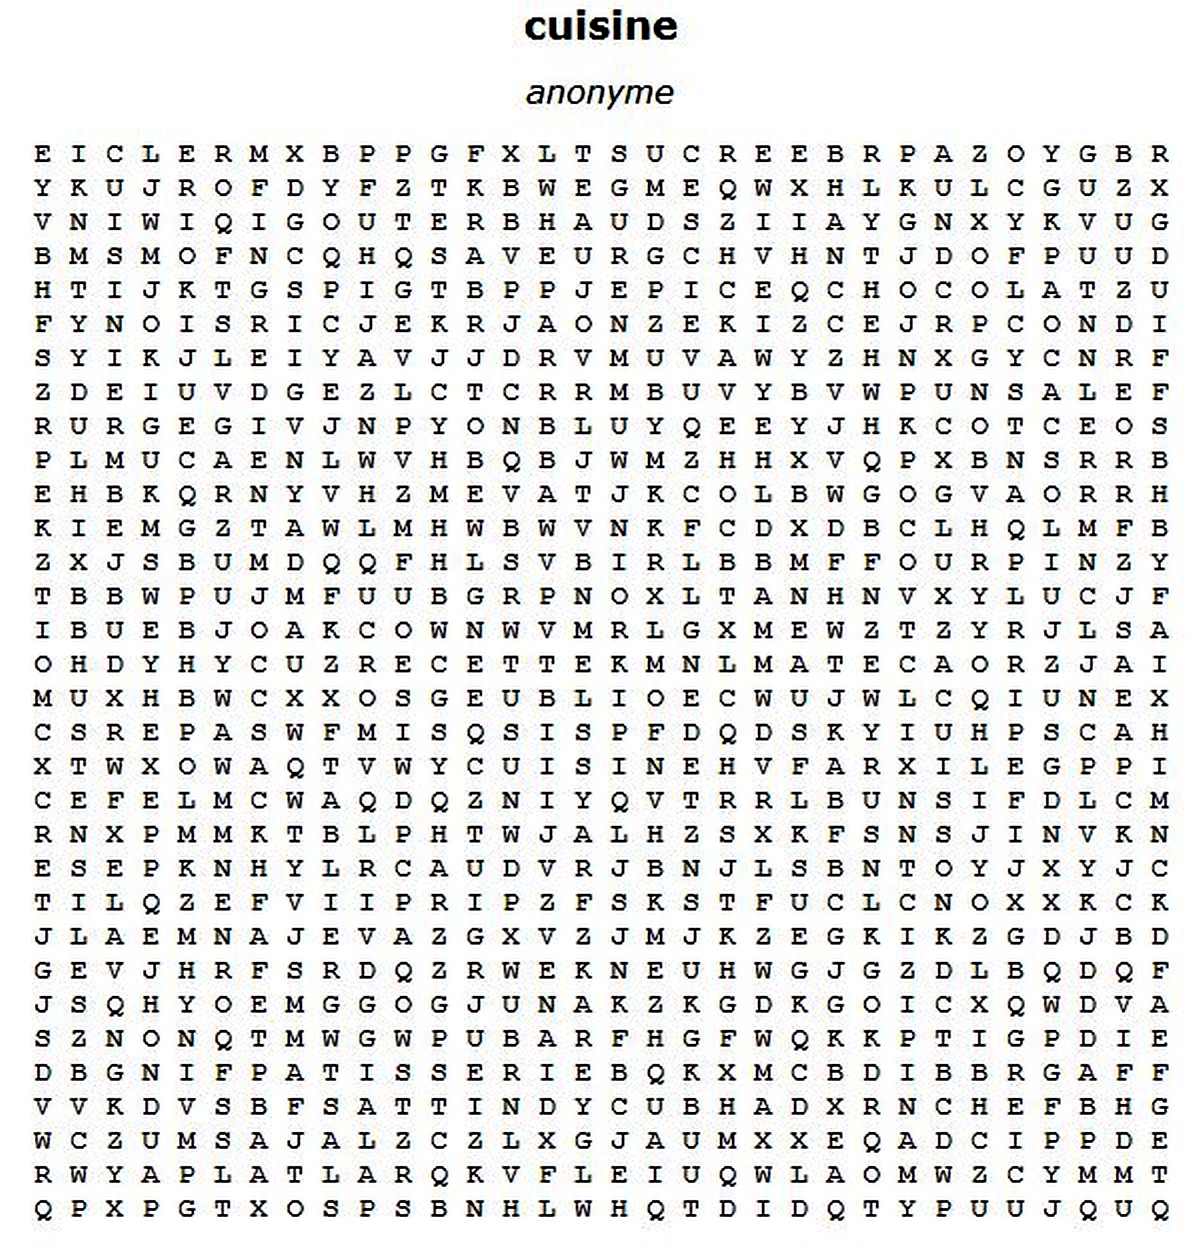 cuisine
anonyme
E I C L E R M X B P P G F X L T S U C R E E B R P A Z O Y G B R
Y K U J R O F D Y F Z T K B W E G M E Q W X H L K U L C G U Z X
V N I W I Q I G O U T E R B H A U D S Z I I A Y G N X Y K V U G
B M S M O F N C Q H Q S A V E U R G C H V H N T J D O F P U U D
H T I J K T G S P I G T B P P J E P I C E Q C H O C O L A T Z U
F Y N O I S R I C J E K R J A O N Z E K I Z C E J R P C O N D I
S Y I K J L E I Y A V J J D R V M U V A W Y Z H N X G Y C N R F
Z D E I U V D G E Z L C T C R R M B U V Y B V W P U N S A L E F
R U R G E G I V J N P Y O N B L U Y Q E E Y J H K C O T C E O S
P L M U C A E N L W V H B Q B J W M Z H H X V Q P X B N S R R B
E H B K Q R N Y V H Z M E V A T J K C O L B W G O G V A O R R H
K I E M G Z T A W L M H W B W V N K F C D X D B C L H Q L M F B
Z X J S B U M D Q Q F H L S V B I R L B B M F F O U R P I N Z Y
T B B W P U J M F U U B G R P N O X L T A N H N V X Y L U C J F
I B U E B J O A K C O W N W V M R L G X M E W Z T Z Y R J L S A
O H D Y H Y C U Z R E C E T T E K M N L M A T E C A O R Z J A I
M U X H B W C X X O S G E U B L I O E C W U J W L C Q I U N E X
C S R E P A S W F M I S Q S I S P F D Q D S K Y I U H P S C A H
X T W X O W A Q T V W Y C U I S I N E H V F A R X I L E G P P I
C E F E L M C W A Q D Q Z N I Y Q V T R R L B U N S I F D L C M
R N X P M M K T B L P H T W J A L H Z S X K F S N S J I N V K N
E S E P K N H Y L R C A U D V R J B N J L S B N T O Y J X Y J C
T I L Q Z E F V I I P R I P Z F S K S T F U C L C N O X X K C K
J L A E M N A J E V A Z G X V Z J M J K Z E G K I K Z G D J B D
G E V J H R F S R D Q Z R W E K N E U H W G J G Z D L B Q D Q F
J S Q H Y O E M G G O G J U N A K Z K G D K G O I C X Q W D V A
S Z N O N Q T M W G W P U B A R F H G F W Q K K P T I G P D I E
D B G N I F P A T I S S E R I E B Q K X M C B D I B B R G A F F
V V K D V S B F S A T T I N D Y C U B H A D X R N C H E F B H G
W C Z U M S A J A L Z C Z L X G J A U M X X E Q A D C I P P D E
R W Y A P L A T L A R Q K V F L E I U Q W L A O M W Z C Y M M T
Q P X P G T X O S P S B N H L W H Q T D I D Q T Y P U U J Q U Q